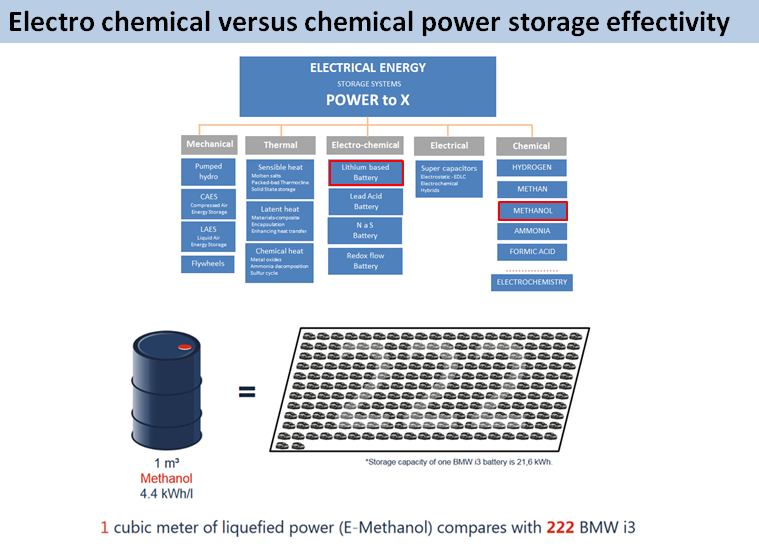 Electro chemical versus chemical power storage effectivity
ELECTRICAL ENERGY
STORAGE SYSTEMS
POWER to X
Mechanical
Pumped
hydro
CAES
Compressed Air
Energy Storage
LAES
Liquid Air
Energy Storage
Flywheels
Thermal
Sensible heat
Molten salts
Packed-bed Thermocline
Solid State storage
Latent heat
Materials-composite
Encapsulation
Enhancing heat transfer
Chemical heat
Metal oxides
Ammonia decomposition
Sulfur cycle
Electro-chemical
Lithium based
Battery
Lead Acid
Battery
N a S
Battery
Redox flow
Battery
Electrical
Super capacitors
Electrostatic - EDLC
Electrochemical
Hybrids
Chemical
HYDROGEN
METHAN
METHANOL
AMMONIA
FORMIC ACID
...............
ELECTROCHEMISTRY
=
1 m³
Methanol
4.4 kWh/l
*Storage capacity of one BMW i3 battery is 21,6 kWh.
1 cubic meter of liquefied power (E-Methanol) compares with 222 BMW i3